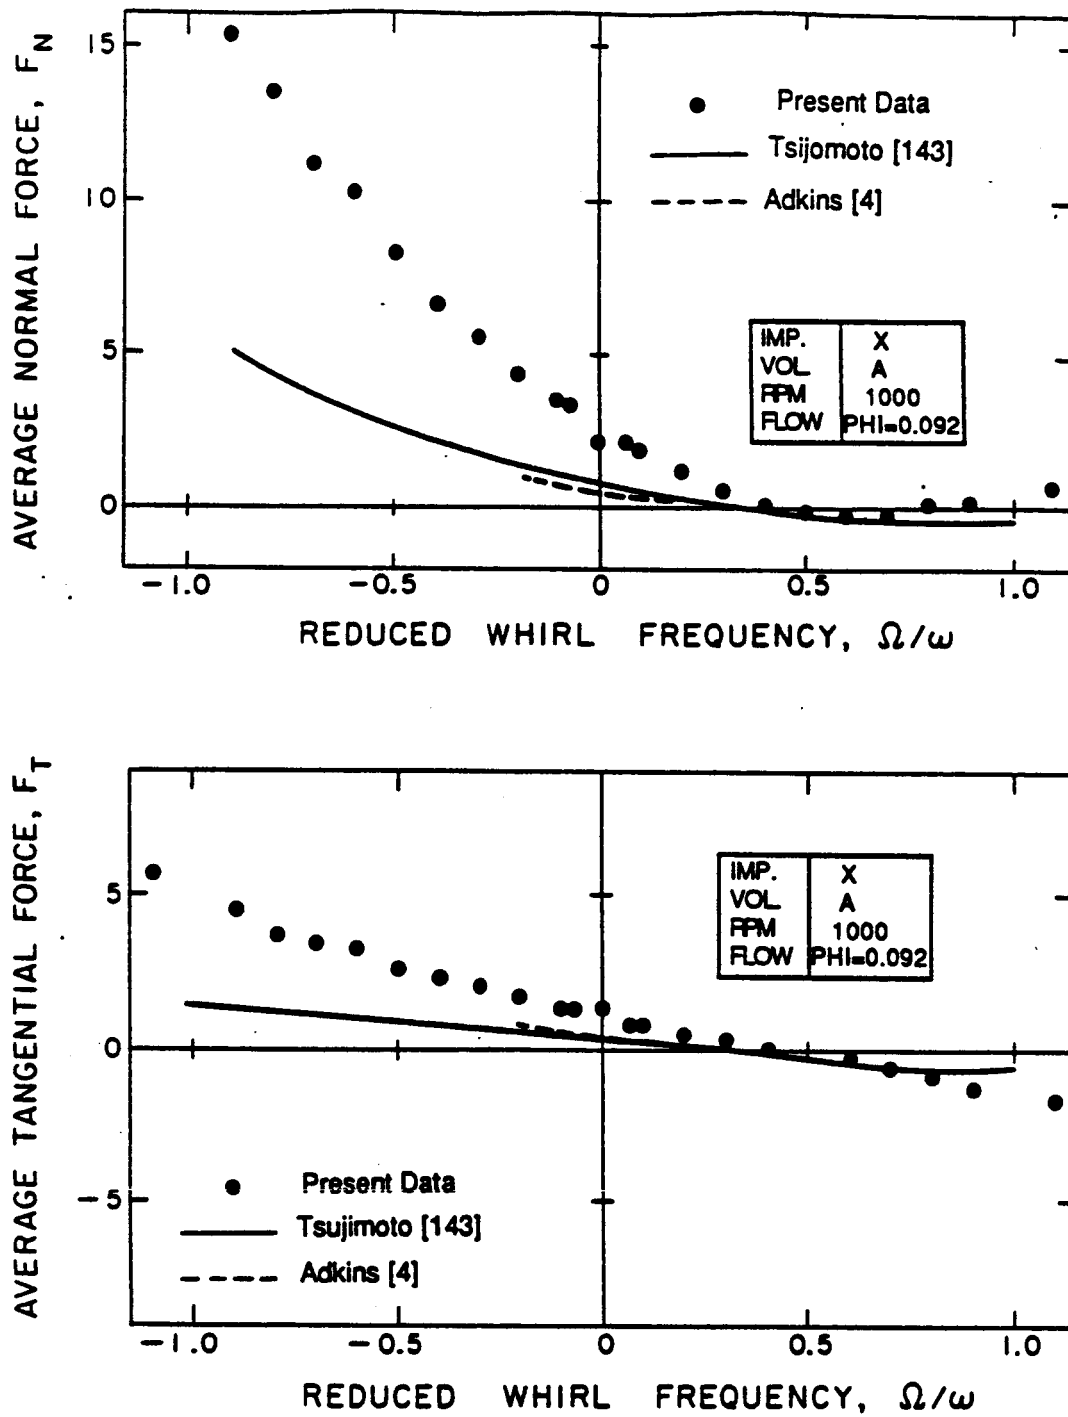 AVERAGE NORMAL FORCE, F_N
15
10
5
0
Present Data
Tsijomoto [143]
Adkins [4]
IMP. X
VOL. A
RPM 1000
FLOW PHI=0.092
-1.0 -0.5 0 0.5 1.0
REDUCED WHIRL FREQUENCY, Ω/ω
AVERAGE TANGENTIAL FORCE, F_T
5
0
-5
IMP. X
VOL. A
RPM 1000
FLOW PHI=0.092
Present Data
Tsujimoto [143]
Adkins [4]
-1.0 -0.5 0 0.5 1.0
REDUCED WHIRL FREQUENCY, Ω/ω